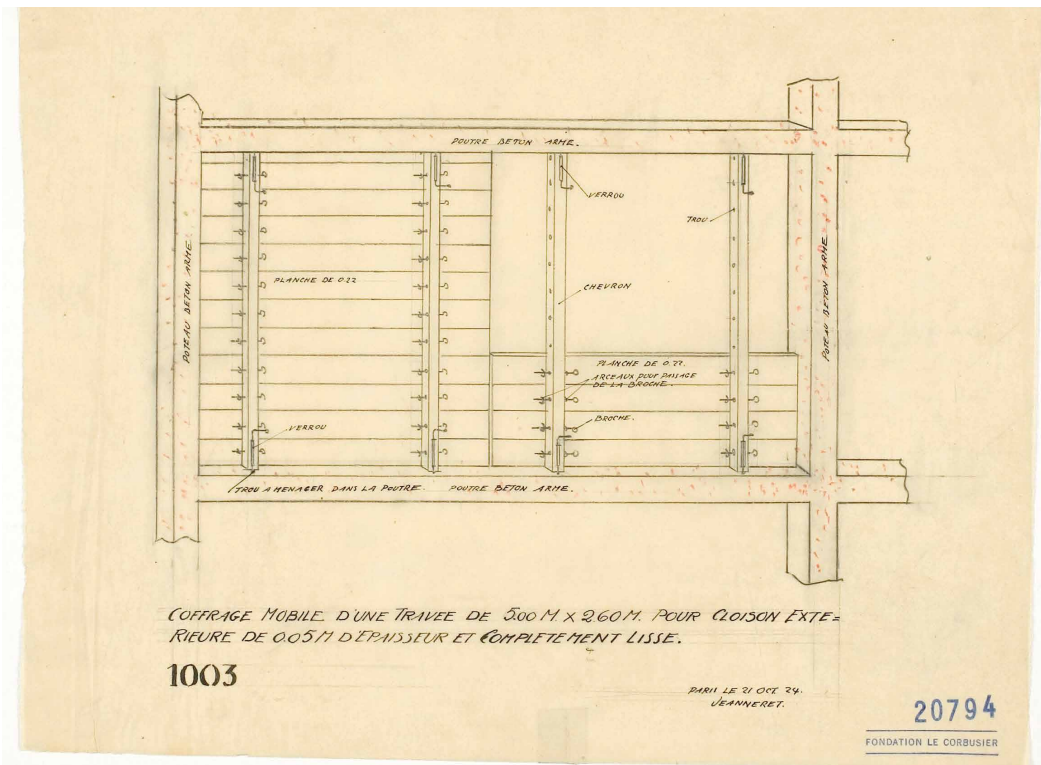 POUTRE BETON ARME.
VERROU
TROU
POTEAU BETON ARME
PLANCHE DE 0.22
CHEVRON
POTEAU BETON ARME
PLANCHE DE 0.22.
ARCEAUX POUR PASSAGE
DE LA BROCHE.
BROCHE.
VERROU
TROU A MENAGER DANS LA POUTRE. POUTRE BETON ARME.
COFFRAGE MOBILE D'UNE TRAVEE DE 5.00 M. X 2.60 M. POUR CLOISON EXTE=
RIEURE DE 0.05 M D'EPAISSEUR ET COMPLETEMENT LISSE.
1003
PARIS LE 21 OCT. 24.
JEANNERET.
20794
FONDATION LE CORBUSIER